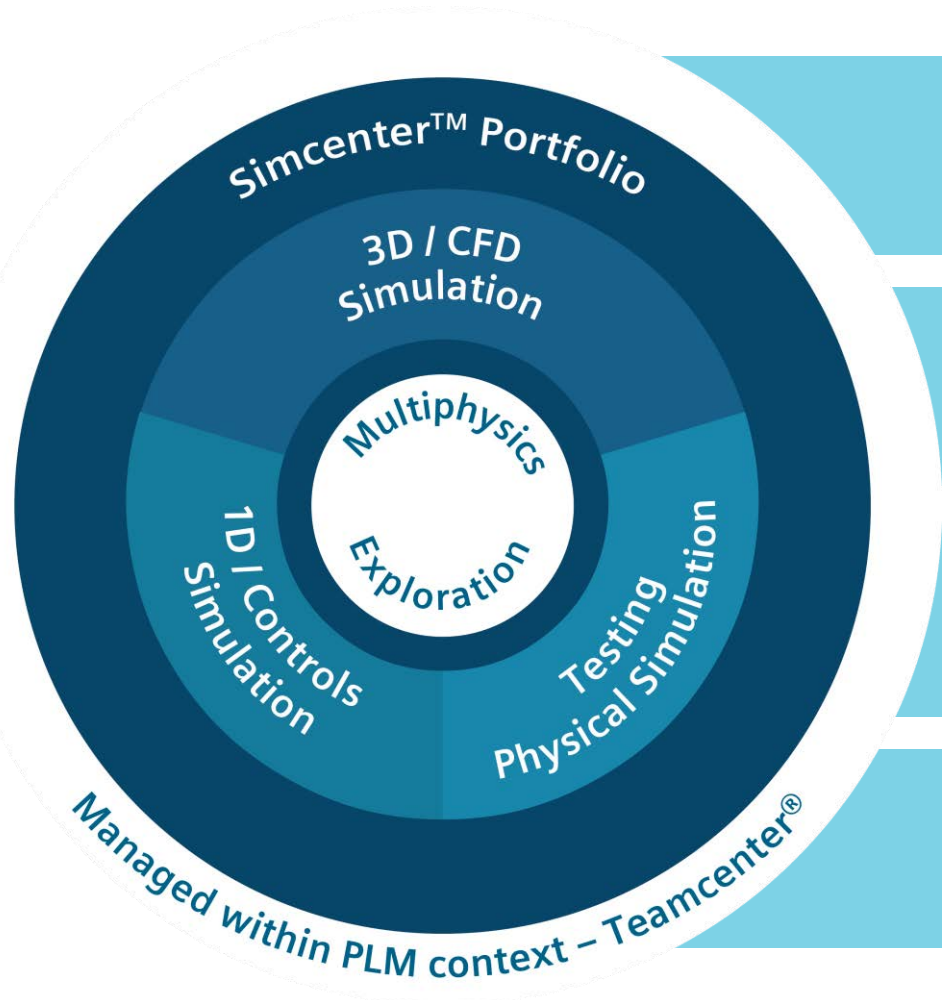 Simcenter™ Portfolio
3D / CFD
Simulation
Multiphysics
Exploration
1D / Controls
Simulation
Testing
Physical Simulation
Managed within PLM context – Teamcenter®